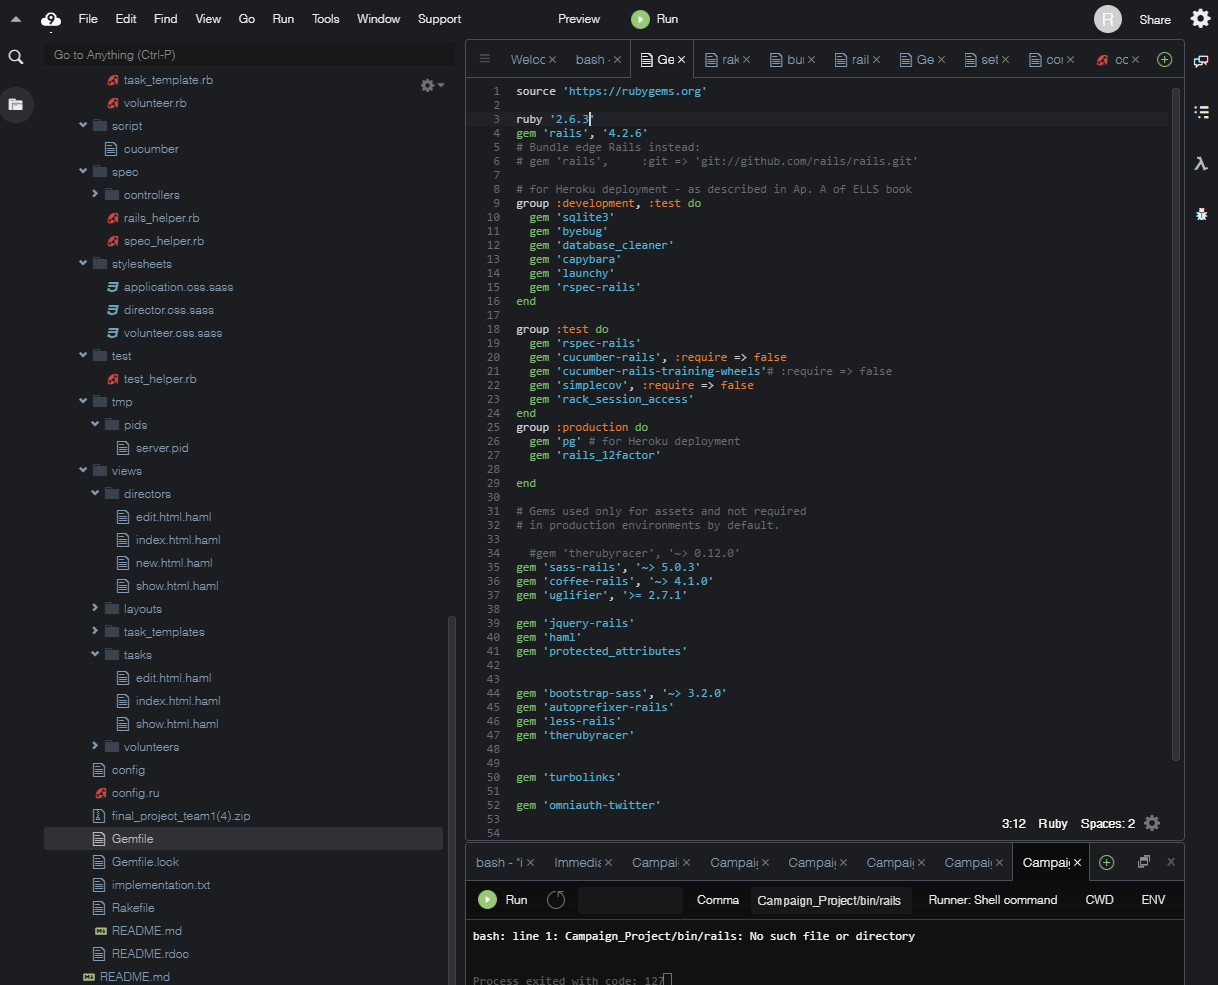 File Edit Find View Go Run Tools Window Support Preview Run R Share
Go to Anything (Ctrl-P)
task_template.rb
volunteer.rb
script
cucumber
spec
controllers
rails_helper.rb
spec_helper.rb
stylesheets
application.css.sass
director.css.sass
volunteer.css.sass
test
test_helper.rb
tmp
pids
server.pid
views
directors
edit.html.haml
index.html.haml
new.html.haml
show.html.haml
layouts
task_templates
tasks
edit.html.haml
index.html.haml
show.html.haml
volunteers
config
config.ru
final_project_team1(4).zip
Gemfile
Gemfile.lock
implementation.txt
Rakefile
README.md
README.rdoc
README.md
Welcc bash - Ge rak bui rail Ge set coi cc
1 source 'https://rubygems.org'
2
3 ruby '2.6.3'
4 gem 'rails', '4.2.6'
5 # Bundle edge Rails instead:
6 # gem 'rails', :git => 'git://github.com/rails/rails.git'
7
8 # for Heroku deployment - as described in Ap. A of ELLS book
9 group :development, :test do
10 gem 'sqlite3'
11 gem 'byebug'
12 gem 'database_cleaner'
13 gem 'capybara'
14 gem 'launchy'
15 gem 'rspec-rails'
16 end
17
18 group :test do
19 gem 'rspec-rails'
20 gem 'cucumber-rails', :require => false
21 gem 'cucumber-rails-training-wheels'# :require => false
22 gem 'simplecov', :require => false
23 gem 'rack_session_access'
24 end
25 group :production do
26 gem 'pg' # for Heroku deployment
27 gem 'rails_12factor'
28
29 end
30
31 # Gems used only for assets and not required
32 # in production environments by default.
33
34 #gem 'therubyracer', '~> 0.12.0'
35 gem 'sass-rails', '~> 5.0.3'
36 gem 'coffee-rails', '~> 4.1.0'
37 gem 'uglifier', '>= 2.7.1'
38
39 gem 'jquery-rails'
40 gem 'haml'
41 gem 'protected_attributes'
42
43
44 gem 'bootstrap-sass', '~> 3.2.0'
45 gem 'autoprefixer-rails'
46 gem 'less-rails'
47 gem 'therubyracer'
48
49
50 gem 'turbolinks'
51
52 gem 'omniauth-twitter'
53
54
3:12 Ruby Spaces: 2
bash - "i Immedia Campai Campai Campai Campai Campai Campai
Run Comma Campaign_Project/bin/rails Runner: Shell command CWD ENV
bash: line 1: Campaign_Project/bin/rails: No such file or directory
Process exited with code: 127